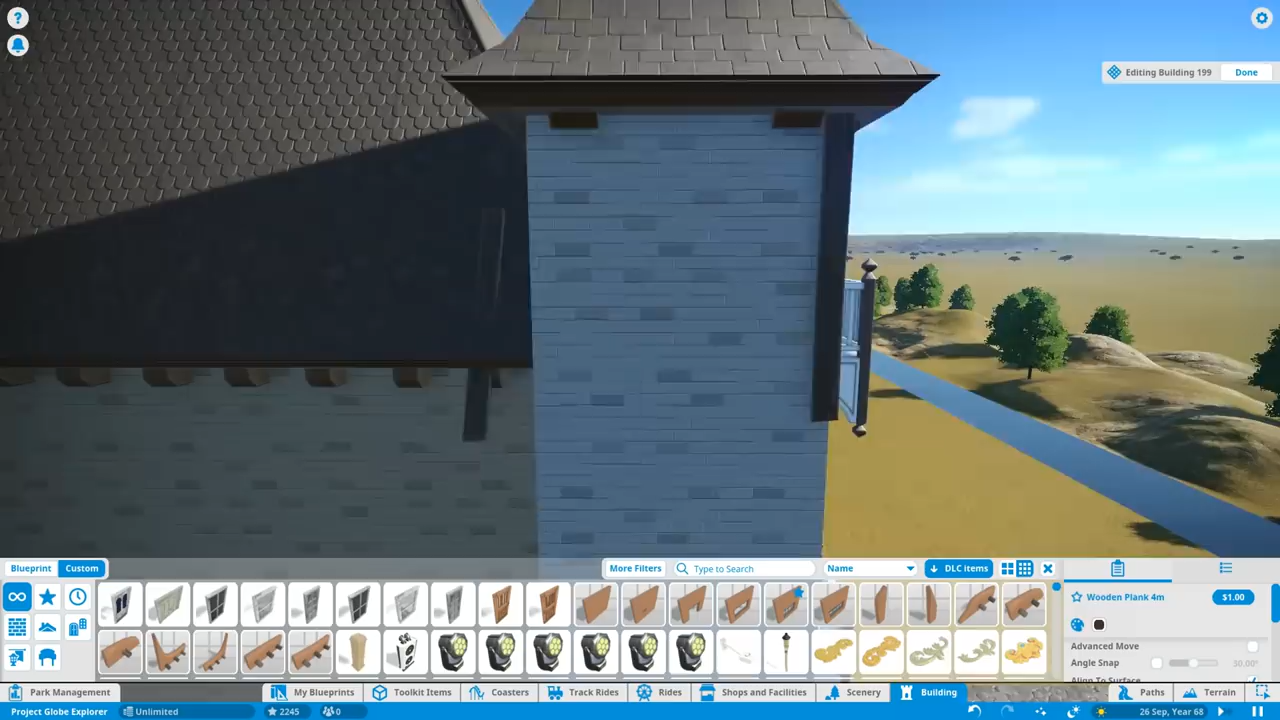 ?
Editing Building 199 Done
Blueprint Custom More Filters Type to Search Name DLC items
Wooden Plank 4m $1.00
Advanced Move
Angle Snap 30.00°
Align To Surface
Park Management My Blueprints Toolkit Items Coasters Track Rides Rides Shops and Facilities Scenery Building Paths Terrain
Project Globe Explorer Unlimited 2245 0 26 Sep, Year 68